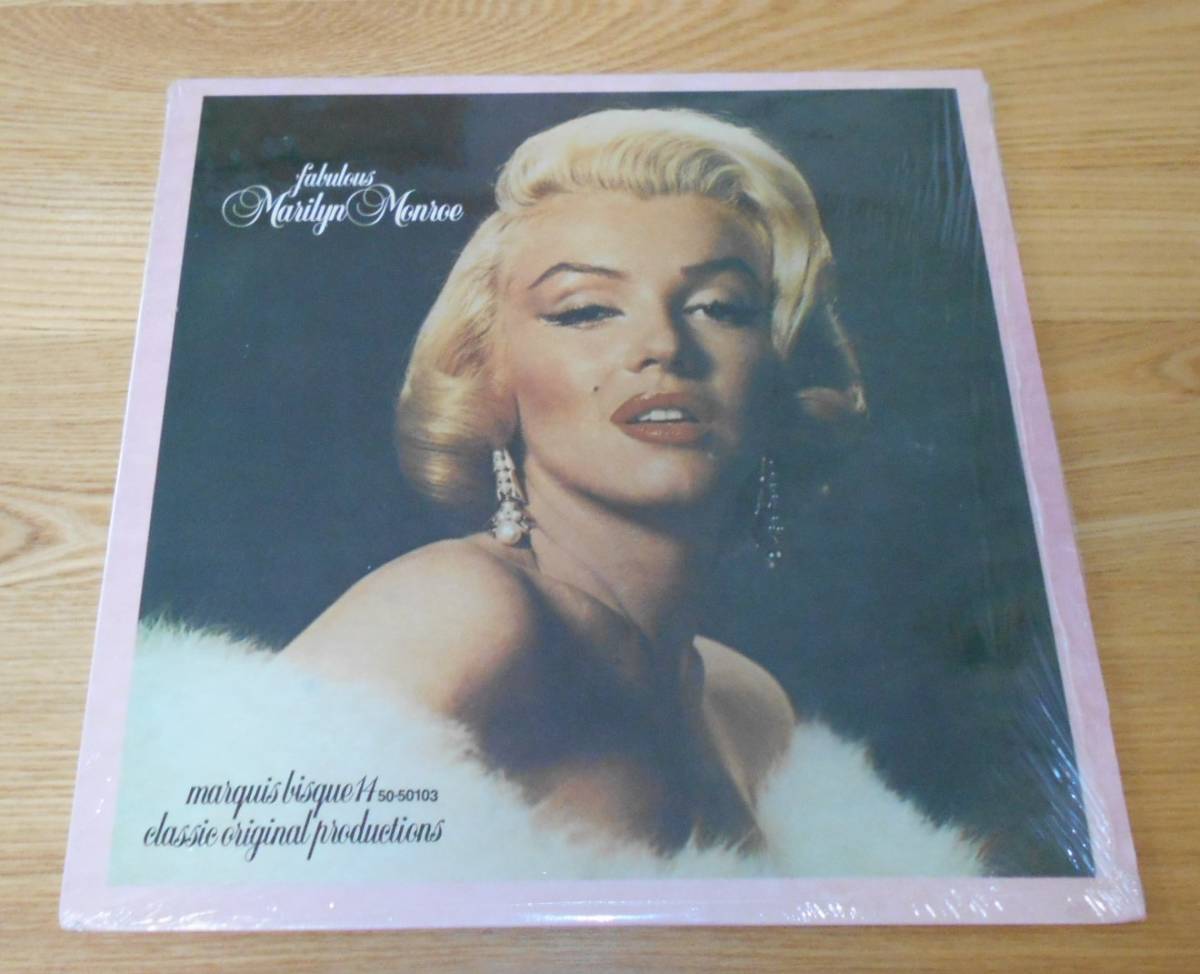 fabulous
Marilyn Monroe
marquis bisque 14 50-50103
classic original productions